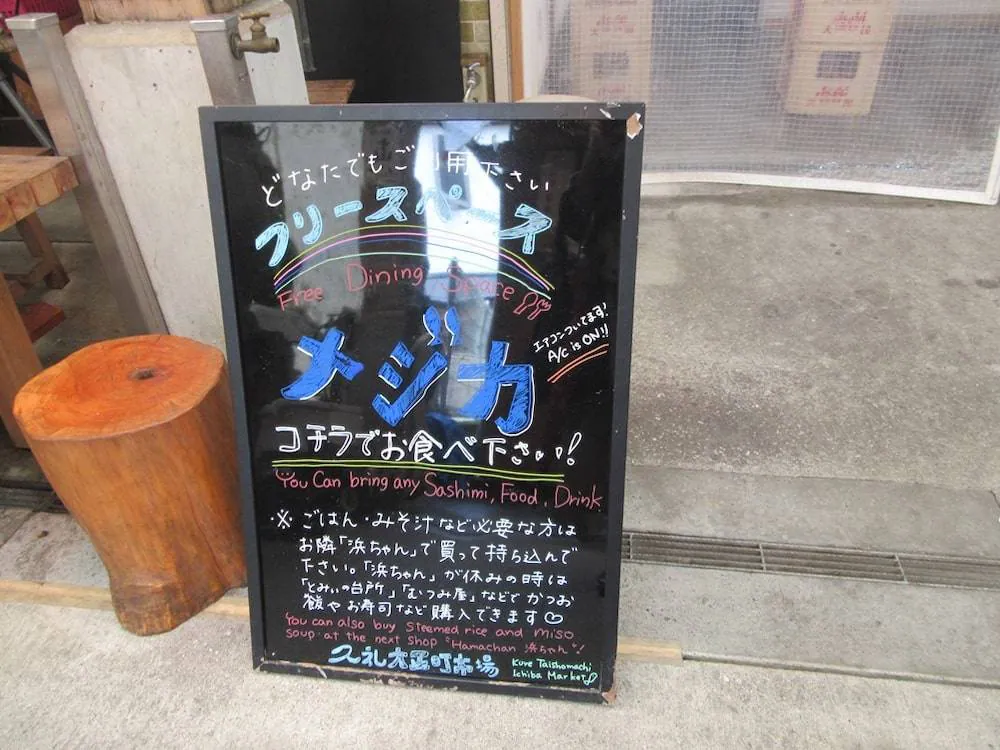 どなたでもご利用下さい
フリースペース
Free Dining Space
メジカ
エアコンついてます!
A/c is ON!!
コチラでお食べ下さい!
You Can bring any Sashimi, Food, Drink
※ごはん・みそ汁など必要な方は
お隣「浜ちゃん」で買って持ち込んで
下さい。「浜ちゃん」が休みの時は
「とみぃの台所」「むつみ屋」などでかつお
飯やお寿司など購入できます♡
You can also buy Steamed rice and miso
soup at the next shop "Hamachan 浜ちゃん"!
久礼大正町市場
Kure Taishomachi
Ichiba Market